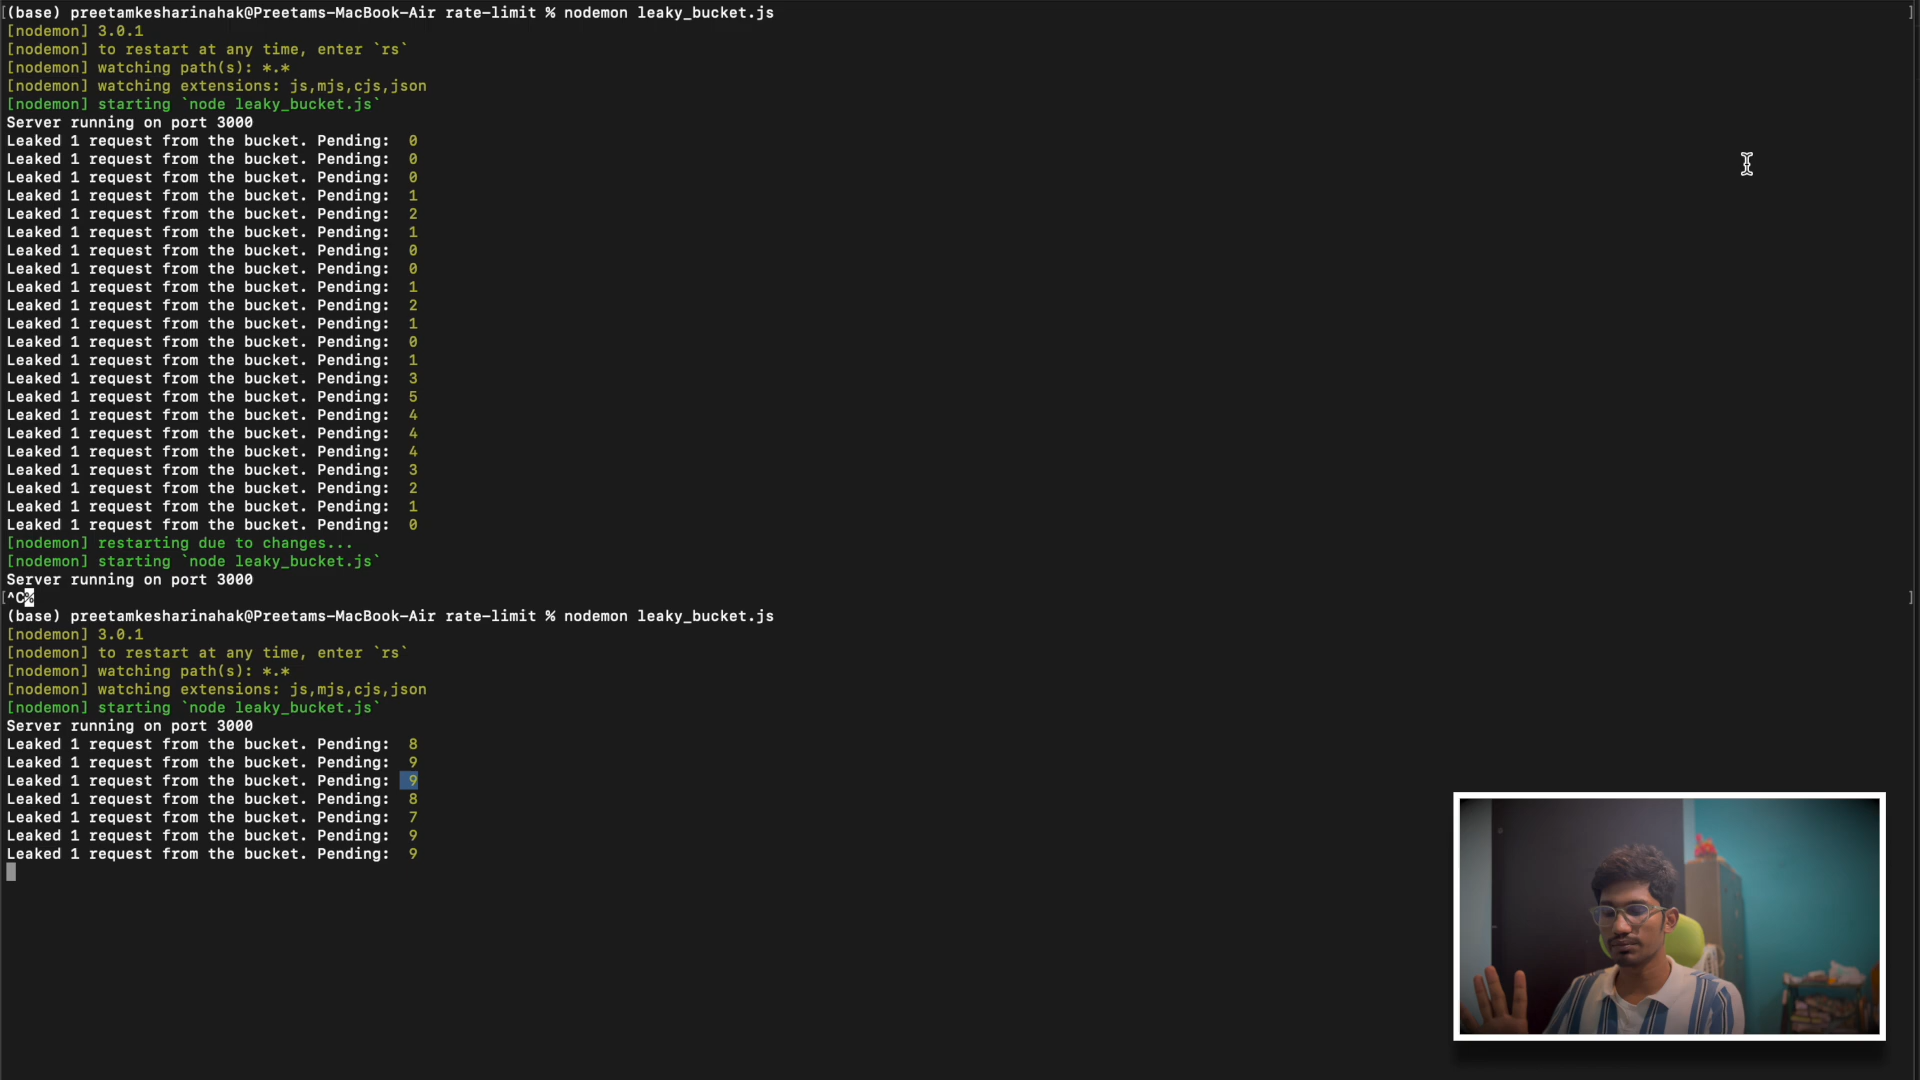 (base) preetamkesharinahak@Preetams-MacBook-Air rate-limit % nodemon leaky_bucket.js
[nodemon] 3.0.1
[nodemon] to restart at any time, enter `rs`
[nodemon] watching path(s): *.*
[nodemon] watching extensions: js,mjs,cjs,json
[nodemon] starting `node leaky_bucket.js`
Server running on port 3000
Leaked 1 request from the bucket. Pending:  0
Leaked 1 request from the bucket. Pending:  0
Leaked 1 request from the bucket. Pending:  0
Leaked 1 request from the bucket. Pending:  1
Leaked 1 request from the bucket. Pending:  2
Leaked 1 request from the bucket. Pending:  1
Leaked 1 request from the bucket. Pending:  0
Leaked 1 request from the bucket. Pending:  0
Leaked 1 request from the bucket. Pending:  1
Leaked 1 request from the bucket. Pending:  2
Leaked 1 request from the bucket. Pending:  1
Leaked 1 request from the bucket. Pending:  0
Leaked 1 request from the bucket. Pending:  1
Leaked 1 request from the bucket. Pending:  3
Leaked 1 request from the bucket. Pending:  5
Leaked 1 request from the bucket. Pending:  4
Leaked 1 request from the bucket. Pending:  4
Leaked 1 request from the bucket. Pending:  4
Leaked 1 request from the bucket. Pending:  3
Leaked 1 request from the bucket. Pending:  2
Leaked 1 request from the bucket. Pending:  1
Leaked 1 request from the bucket. Pending:  0
[nodemon] restarting due to changes...
[nodemon] starting `node leaky_bucket.js`
Server running on port 3000
^C%
(base) preetamkesharinahak@Preetams-MacBook-Air rate-limit % nodemon leaky_bucket.js
[nodemon] 3.0.1
[nodemon] to restart at any time, enter `rs`
[nodemon] watching path(s): *.*
[nodemon] watching extensions: js,mjs,cjs,json
[nodemon] starting `node leaky_bucket.js`
Server running on port 3000
Leaked 1 request from the bucket. Pending:  8
Leaked 1 request from the bucket. Pending:  9
Leaked 1 request from the bucket. Pending:  9
Leaked 1 request from the bucket. Pending:  8
Leaked 1 request from the bucket. Pending:  7
Leaked 1 request from the bucket. Pending:  9
Leaked 1 request from the bucket. Pending:  9